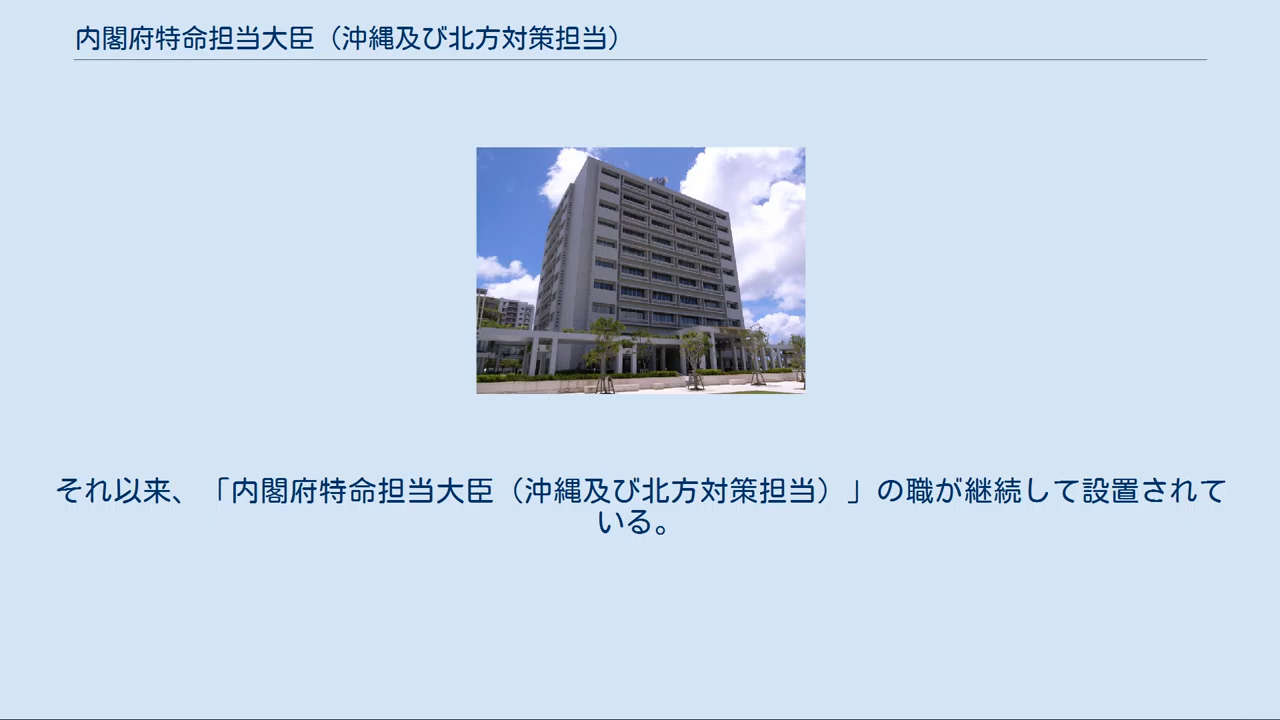 内閣府特命担当大臣（沖縄及び北方対策担当）
それ以来、「内閣府特命担当大臣（沖縄及び北方対策担当）」の職が継続して設置されて
いる。